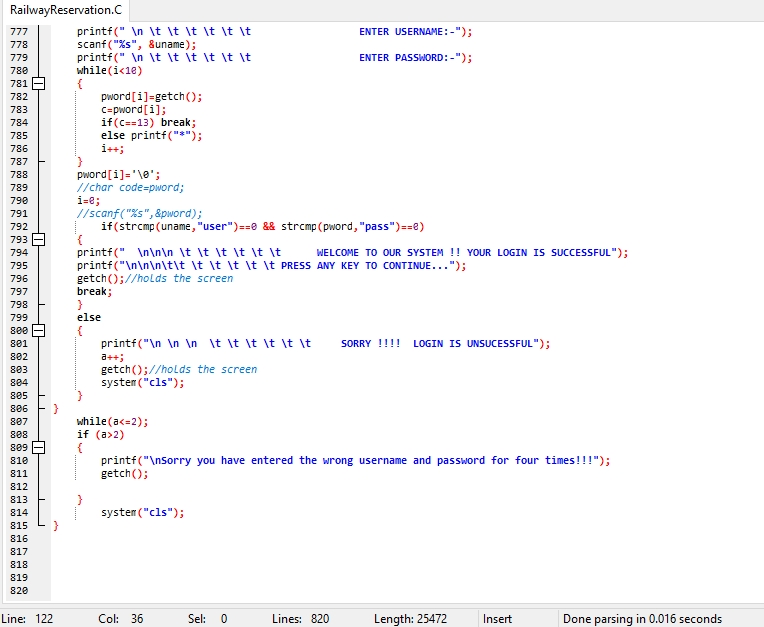 RailwayReservation.C
777 printf(" \n \t \t \t \t \t \t ENTER USERNAME:-");
778 scanf("%s", &uname);
779 printf(" \n \t \t \t \t \t \t ENTER PASSWORD:-");
780 while(i<10)
781 {
782 pword[i]=getch();
783 c=pword[i];
784 if(c==13) break;
785 else printf("*");
786 i++;
787 }
788 pword[i]='\0';
789 //char code=pword;
790 i=0;
791 //scanf("%s",&pword);
792 if(strcmp(uname,"user")==0 && strcmp(pword,"pass")==0)
793 {
794 printf(" \n\n\n \t \t \t \t \t \t WELCOME TO OUR SYSTEM !! YOUR LOGIN IS SUCCESSFUL");
795 printf("\n\n\n\t\t \t \t \t \t \t PRESS ANY KEY TO CONTINUE...");
796 getch();//holds the screen
797 break;
798 }
799 else
800 {
801 printf("\n \n \n \t \t \t \t \t \t SORRY !!!! LOGIN IS UNSUCESSFUL");
802 a++;
803 getch();//holds the screen
804 system("cls");
805 }
806 }
807 while(a<=2);
808 if (a>2)
809 {
810 printf("\nSorry you have entered the wrong username and password for four times!!!");
811 getch();
812
813 }
814 system("cls");
815 }
816
817
818
819
820
Line: 122 Col: 36 Sel: 0 Lines: 820 Length: 25472 Insert Done parsing in 0.016 seconds